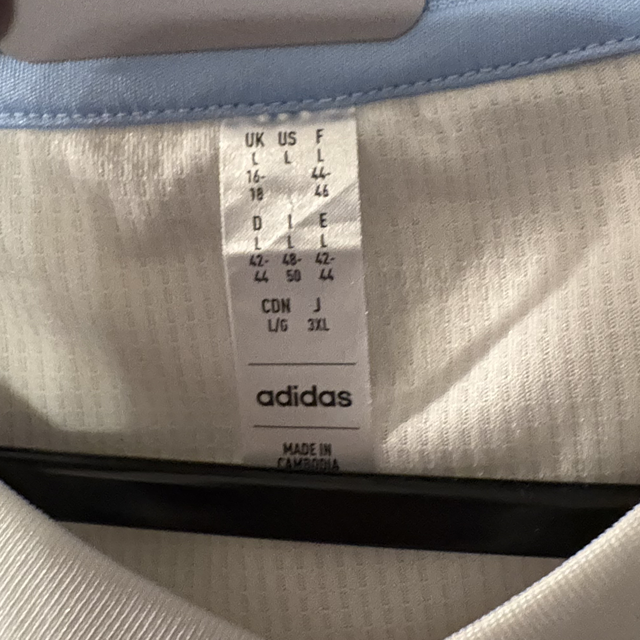 UK US F
L L L
16- 44-
18 46
D I E
L L L
42- 48- 42-
44 50 44
CDN J
L/G 3XL
adidas
MADE IN
CAMBODIA